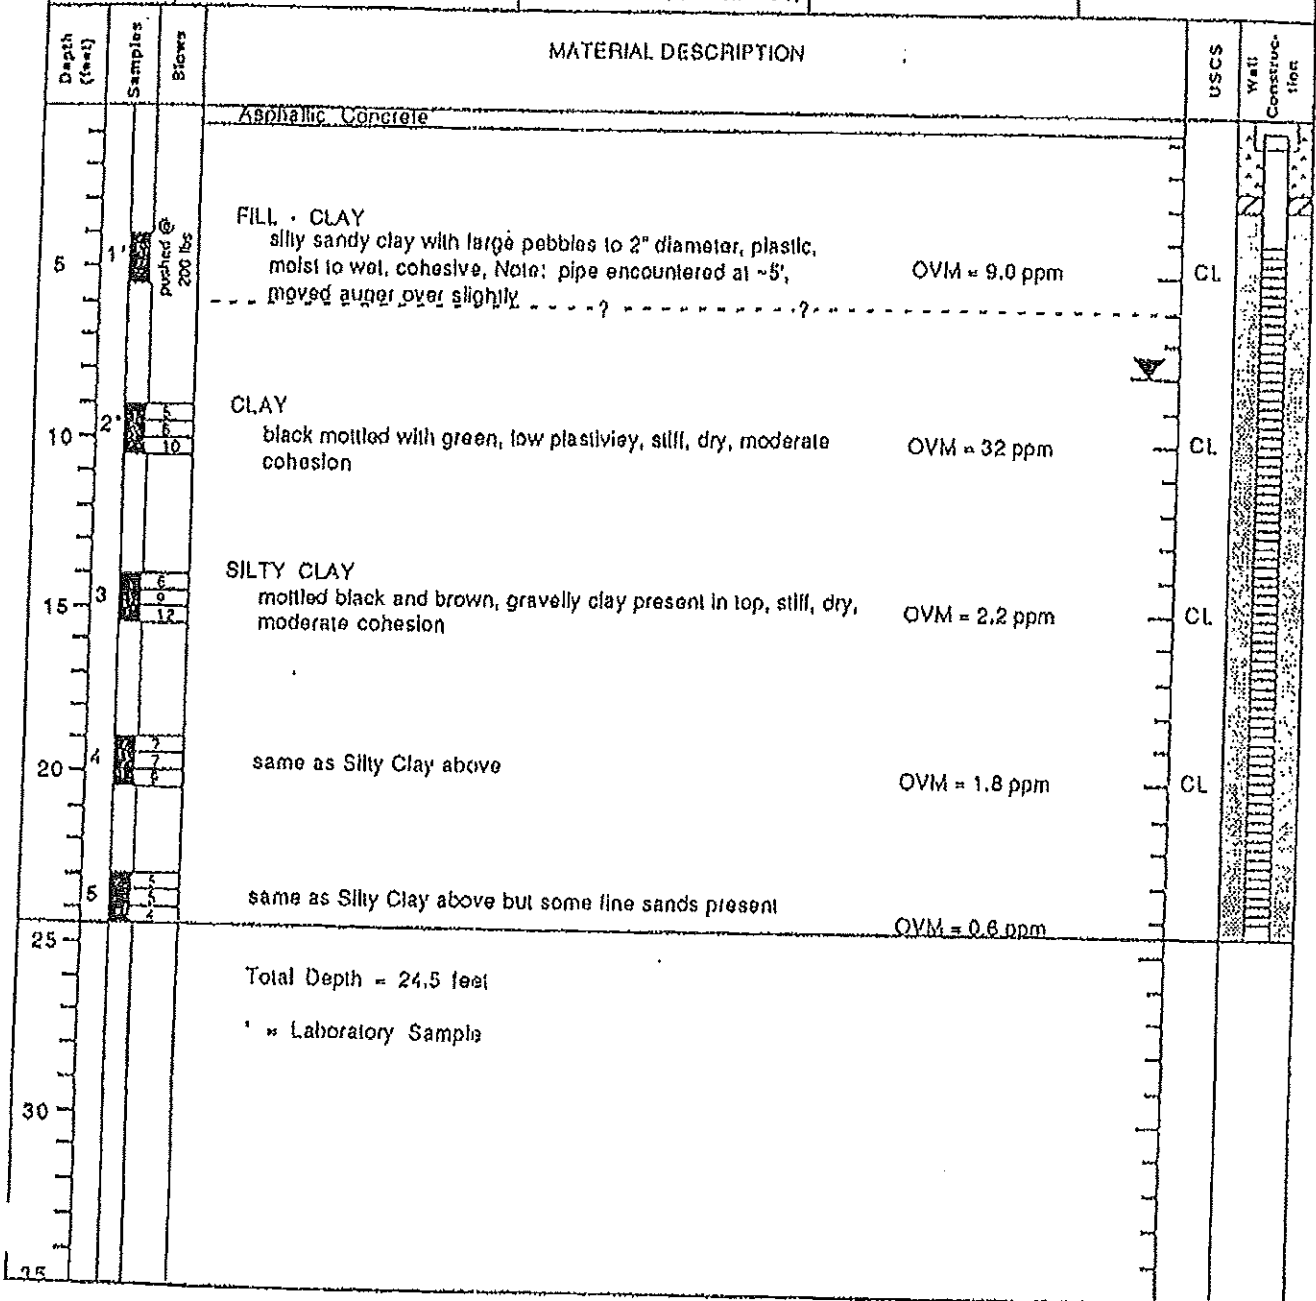 Depth (feet)
Samples
Blows
MATERIAL DESCRIPTION
USCS
Well Construc-tion
Asphaltic Concrete
FILL - CLAY
silty sandy clay with large pebbles to 2" diameter, plastic,
moist to wet, cohesive, Note: pipe encountered at ~5',
moved auger over slightly
? ?
5
1*
pushed @ 200 lbs
OVM = 9.0 ppm
CL
CLAY
10
2*
5
6
10
black mottled with green, low plastiviey, stiff, dry, moderate
cohesion
OVM = 32 ppm
CL
SILTY CLAY
15
3
6
9
12
mottled black and brown, gravelly clay present in top, stiff, dry,
moderate cohesion
OVM = 2.2 ppm
CL
20
4
7
7
same as Silty Clay above
OVM = 1.8 ppm
CL
5
5
5
4
same as Silty Clay above but some fine sands present
OVM = 0.6 ppm
25
Total Depth = 24.5 feet
* = Laboratory Sample
30
35